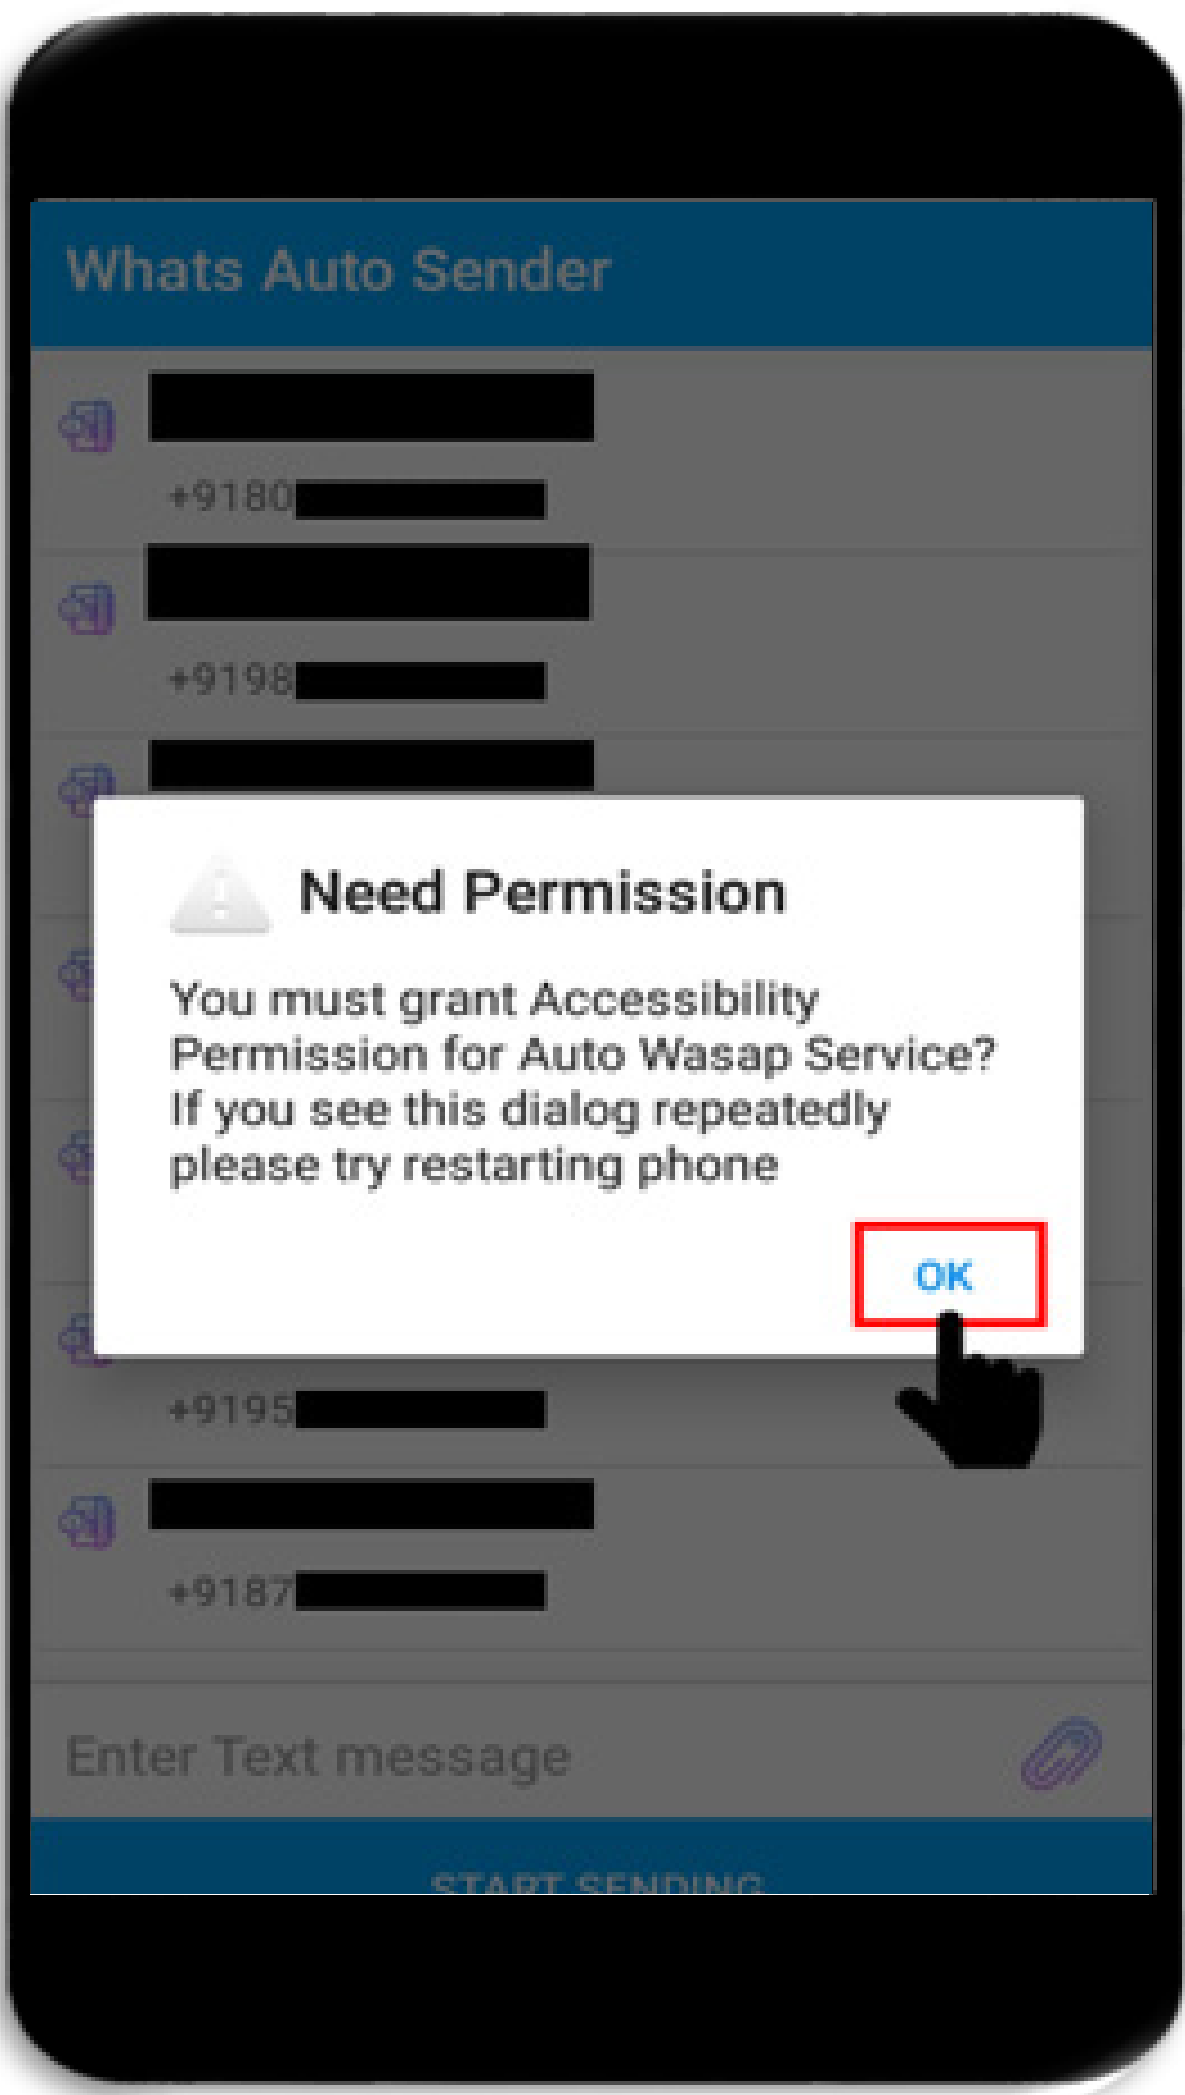 Whats Auto Sender
+9180
+9198
Need Permission
You must grant Accessibility
Permission for Auto Wasap Service?
If you see this dialog repeatedly
please try restarting phone
OK
+9195
+9187
Enter Text message
START SENDING